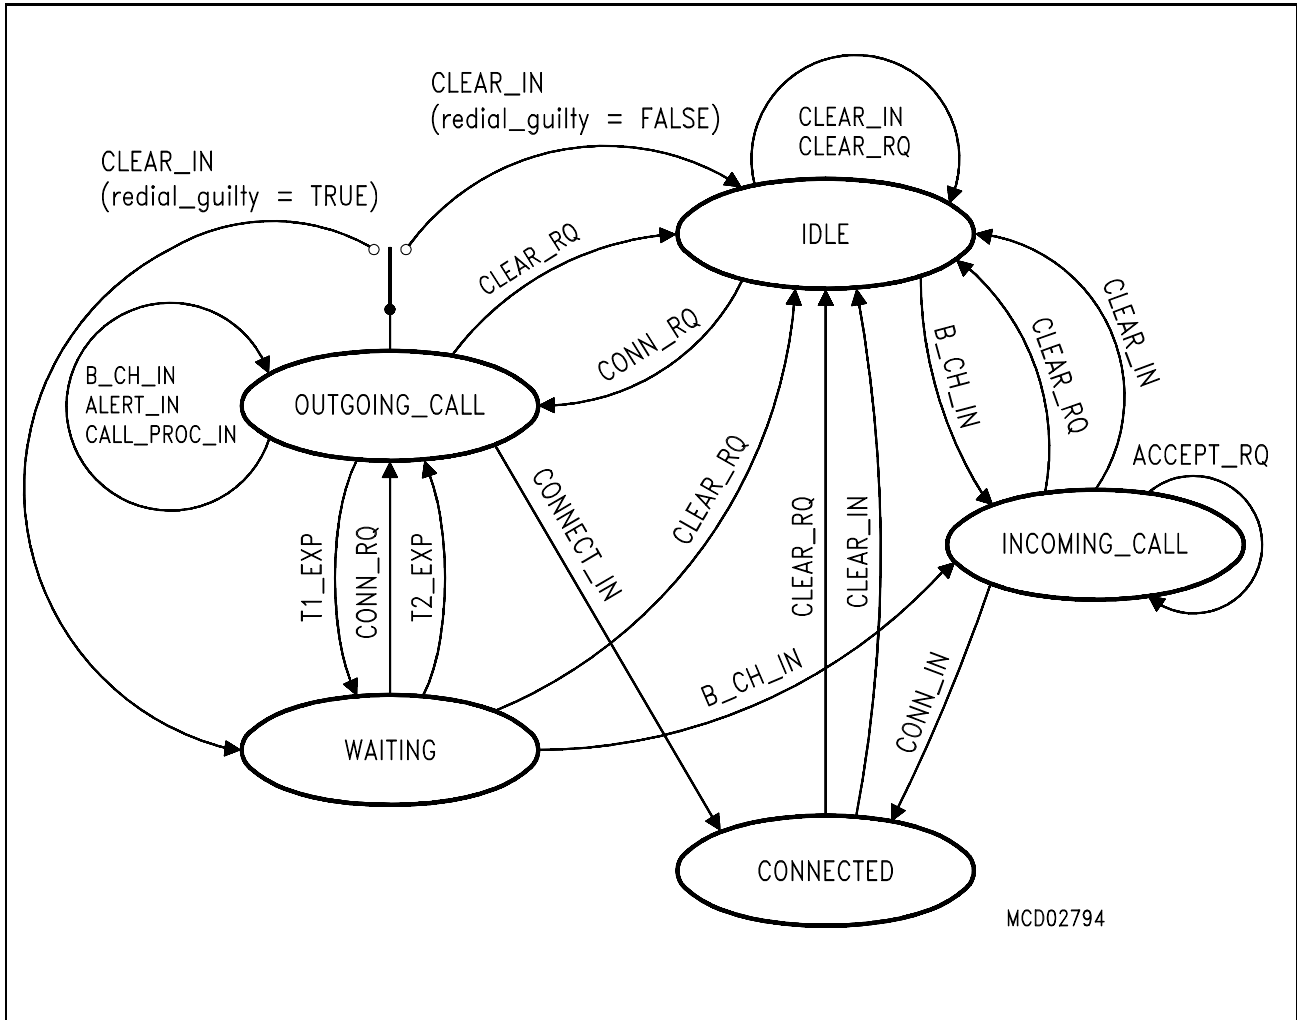 CLEAR_IN
(redial_guilty = FALSE)
CLEAR_IN
CLEAR_RQ
CLEAR_IN
(redial_guilty = TRUE)
IDLE
CLEAR_RQ
CONN_RQ
B_CH_IN
CLEAR_RQ
CLEAR_IN
B_CH_IN
ALERT_IN
CALL_PROC_IN
OUTGOING_CALL
ACCEPT_RQ
CLEAR_RQ
CONNECT_IN
INCOMING_CALL
T1_EXP
CONN_RQ
T2_EXP
CLEAR_RQ
CLEAR_IN
B_CH_IN
CONN_IN
WAITING
CONNECTED
MCD02794